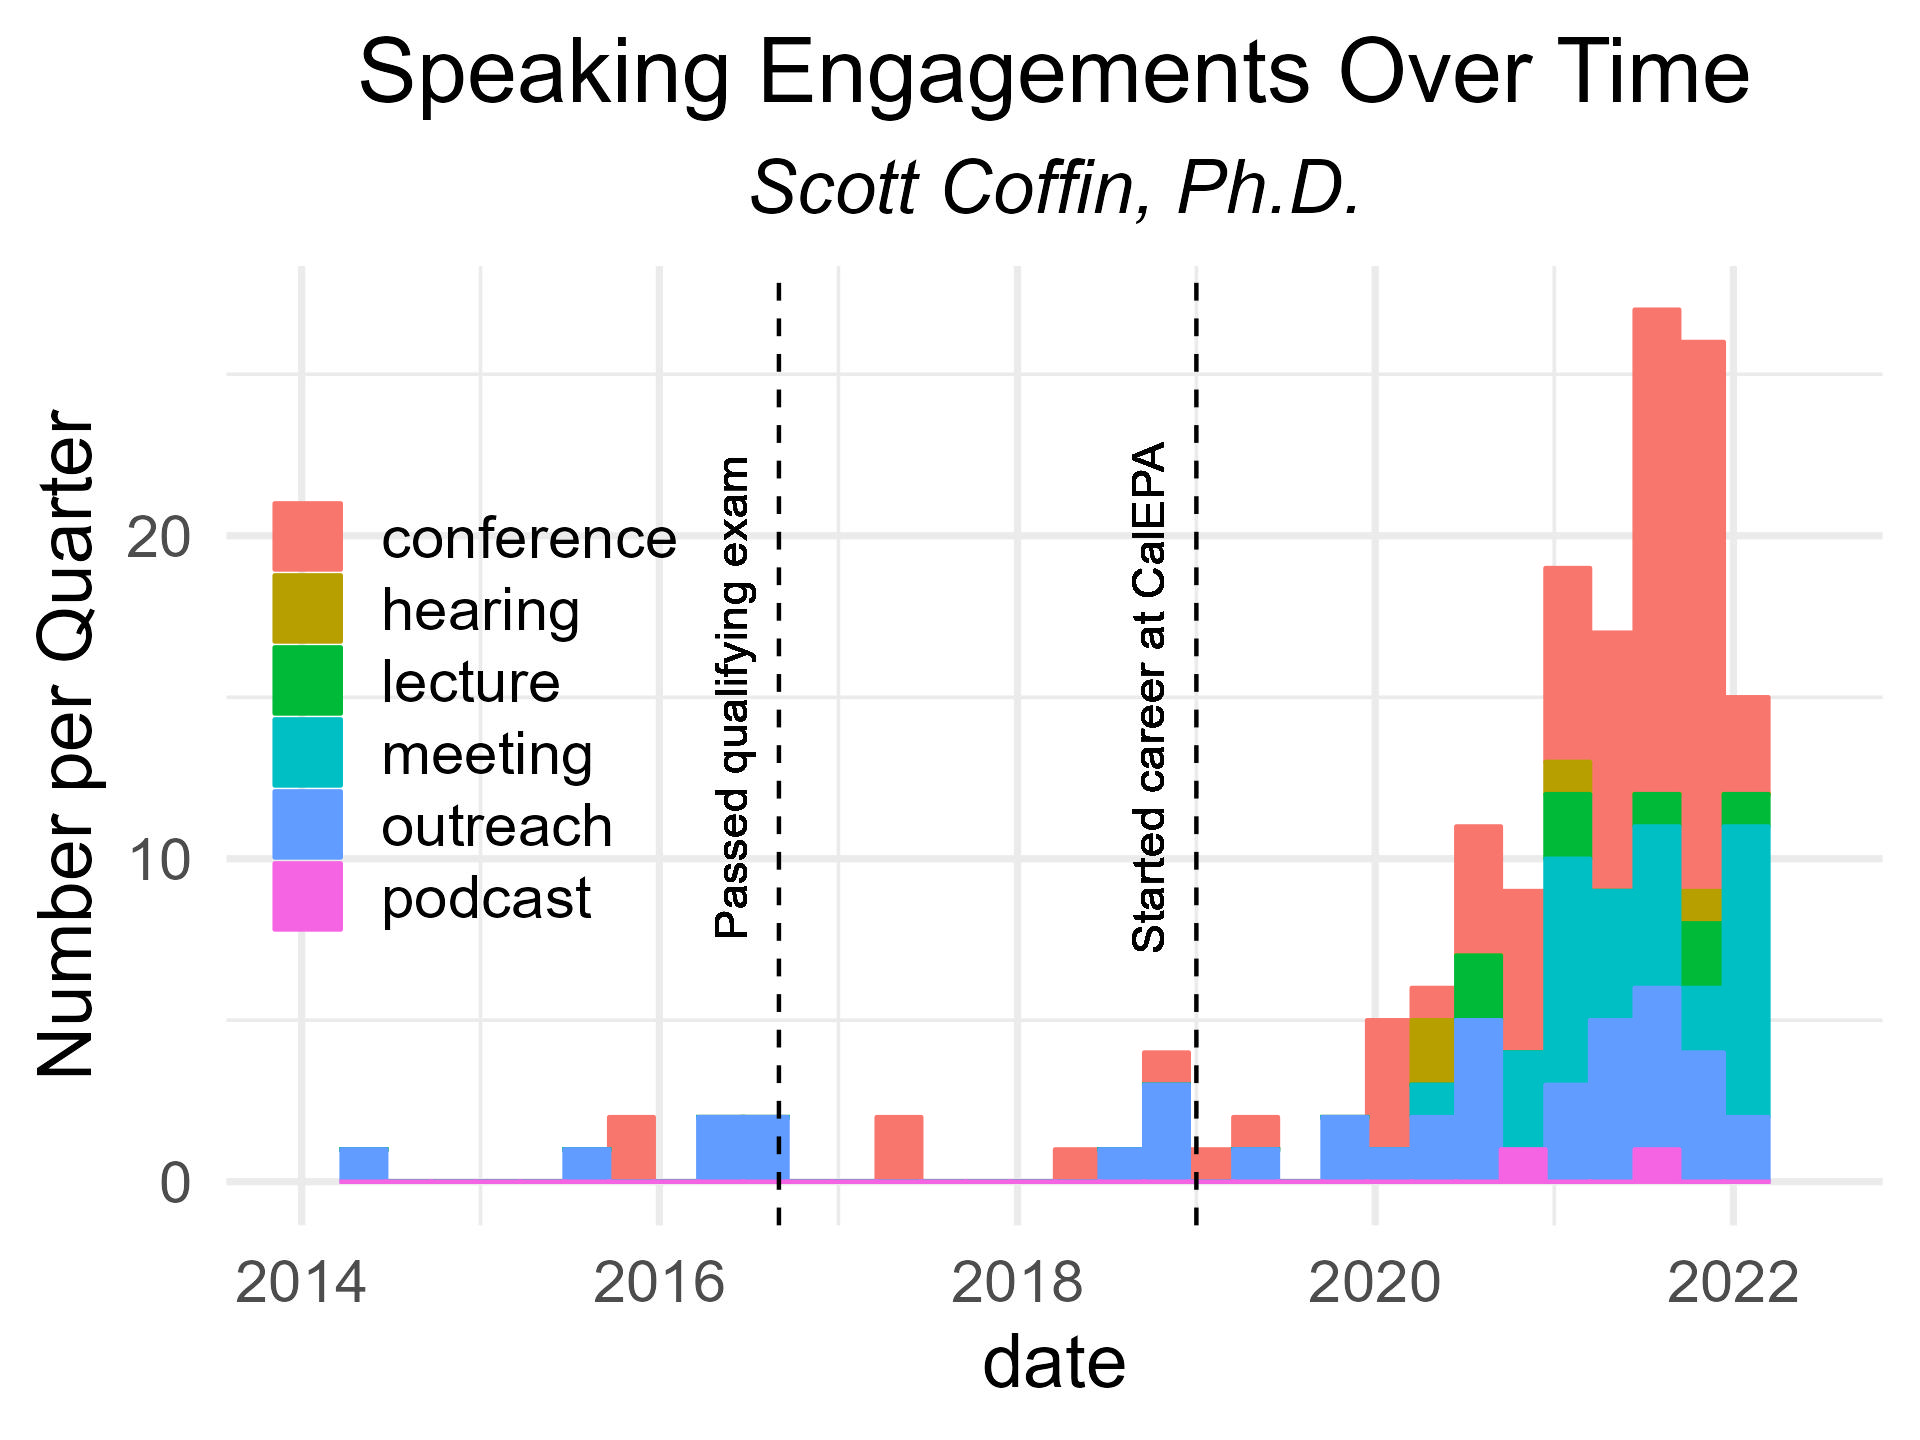 Speaking Engagements Over Time
Scott Coffin, Ph.D.
Number per Quarter
20
10
0
conference
hearing
lecture
meeting
outreach
podcast
Passed qualifying exam
Started career at CalEPA
2014 2016 2018 2020 2022
date